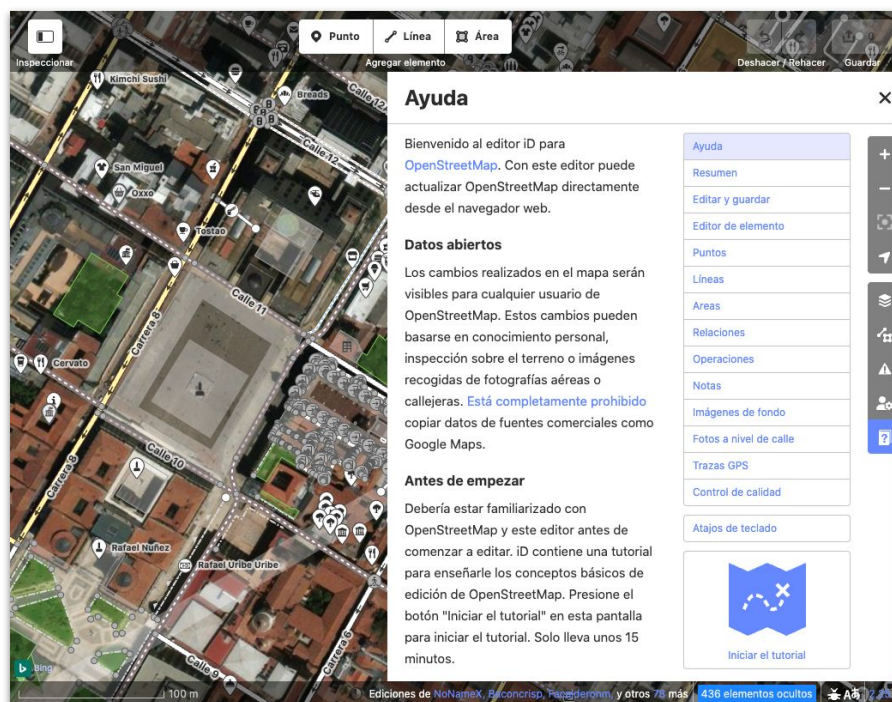 Punto Línea Área
Inspeccionar
Agregar elemento
Deshacer / Rehacer
Guardar
9
Kimchi Sushi
Breads
Calle 12A
Calle 12
San Miguel
Oxxo
Tostao
Calle 11
Carrera 8
Cervato
Calle 10
Carrera 8
Rafael Núñez
Rafael Uribe Uribe
Carrera 6
Calle 9
Bing
100 m
Ayuda
Bienvenido al editor iD para
OpenStreetMap. Con este editor puede
actualizar OpenStreetMap directamente
desde el navegador web.
Datos abiertos
Los cambios realizados en el mapa serán
visibles para cualquier usuario de
OpenStreetMap. Estos cambios pueden
basarse en conocimiento personal,
inspección sobre el terreno o imágenes
recogidas de fotografías aéreas o
callejeras. Está completamente prohibido
copiar datos de fuentes comerciales como
Google Maps.
Antes de empezar
Debería estar familiarizado con
OpenStreetMap y este editor antes de
comenzar a editar. iD contiene una tutorial
para enseñarle los conceptos básicos de
edición de OpenStreetMap. Presione el
botón "Iniciar el tutorial" en esta pantalla
para iniciar el tutorial. Solo lleva unos 15
minutos.
Ayuda
Resumen
Editar y guardar
Editor de elemento
Puntos
Líneas
Areas
Relaciones
Operaciones
Notas
Imágenes de fondo
Fotos a nivel de calle
Trazas GPS
Control de calidad
Atajos de teclado
Iniciar el tutorial
Ediciones de NoNameX, Baconcrisp, y otros 78 más
436 elementos ocultos